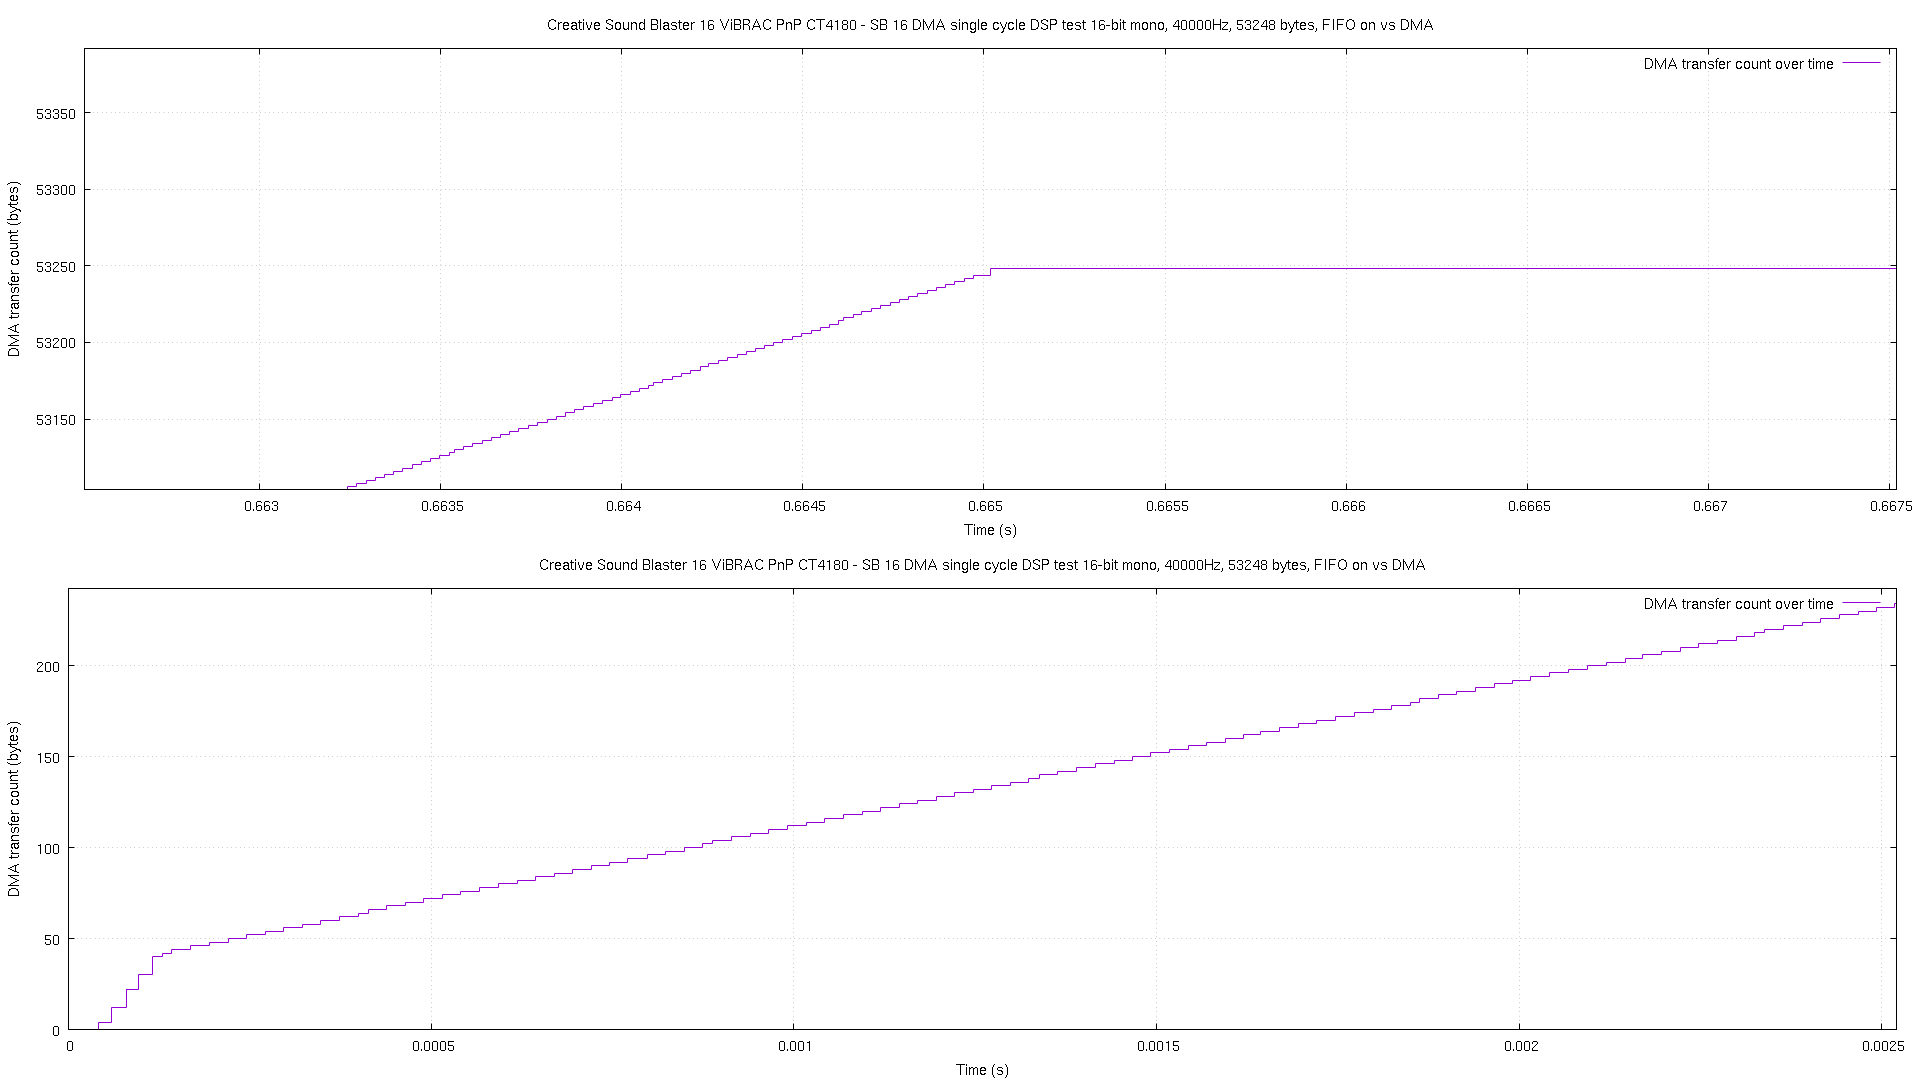 Creative Sound Blaster 16 ViBRAC PnP CT4180 - SB 16 DMA single cycle DSP test 16-bit mono, 40000Hz, 53248 bytes, FIFO on vs DMA
DMA transfer count over time
DMA transfer count (bytes)
53350
53300
53250
53200
53150
0.663 0.6635 0.664 0.6645 0.665 0.6655 0.666 0.6665 0.667 0.6675
Time (s)
Creative Sound Blaster 16 ViBRAC PnP CT4180 - SB 16 DMA single cycle DSP test 16-bit mono, 40000Hz, 53248 bytes, FIFO on vs DMA
DMA transfer count over time
DMA transfer count (bytes)
200
150
100
50
0
0 0.0005 0.001 0.0015 0.002 0.0025
Time (s)